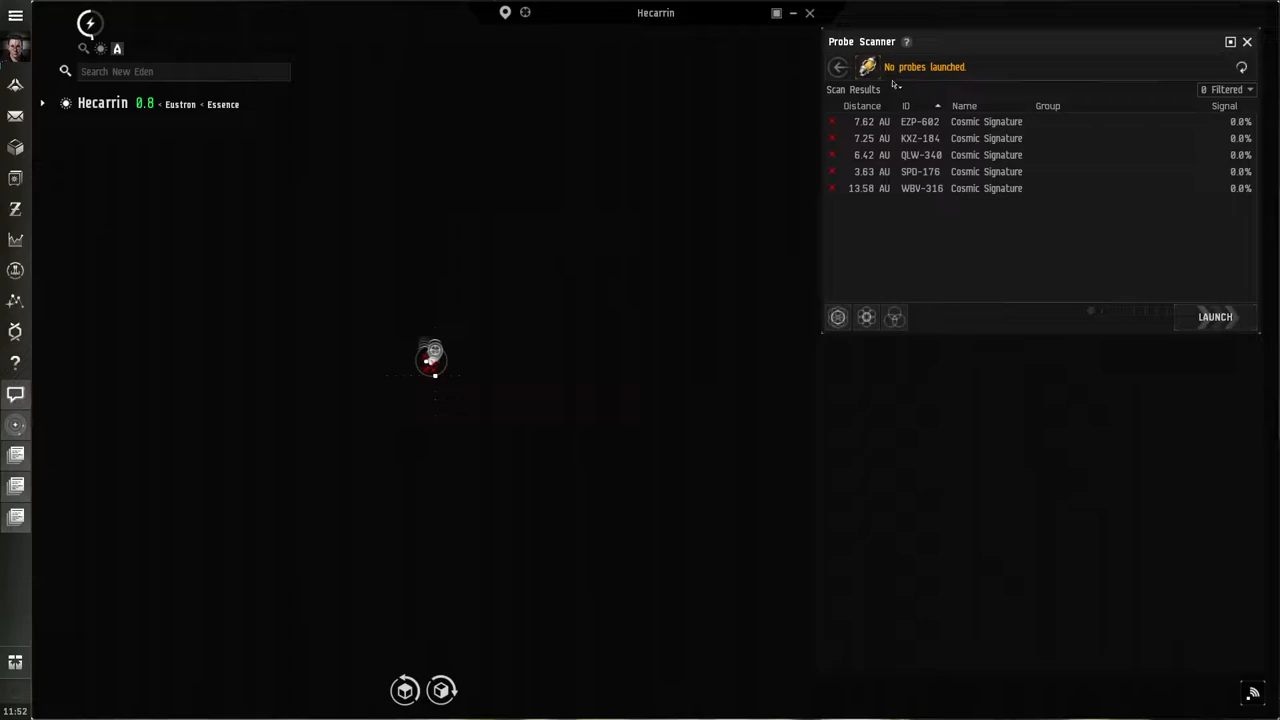 Hecarrin
A
Search New Eden
Hecarrin 0.8 < Eustron < Essence
Z
?
11:52
Probe Scanner ?
No probes launched.
Scan Results
0 Filtered
Distance ID Name Group Signal
7.62 AU EZP-602 Cosmic Signature 0.0%
7.25 AU KXZ-184 Cosmic Signature 0.0%
6.42 AU QLW-340 Cosmic Signature 0.0%
3.63 AU SPD-176 Cosmic Signature 0.0%
13.58 AU WBV-316 Cosmic Signature 0.0%
LAUNCH